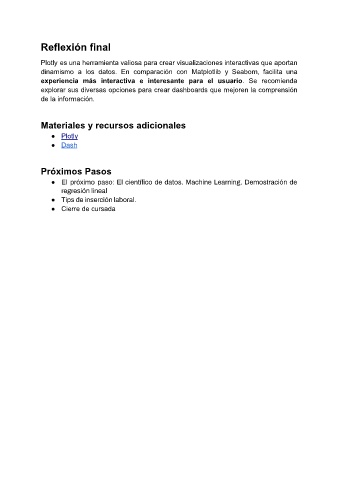 Reflexión final
Plotly es una herramienta valiosa para crear visualizaciones interactivas que aportan
dinamismo a los datos. En comparación con Matplotlib y Seaborn, facilita una
experiencia más interactiva e interesante para el usuario. Se recomienda
explorar sus diversas opciones para crear dashboards que mejoren la comprensión
de la información.
Materiales y recursos adicionales
● Plotly
● Dash
Próximos Pasos
● El próximo paso: El científico de datos. Machine Learning. Demostración de
regresión lineal
● Tips de inserción laboral.
● Cierre de cursada